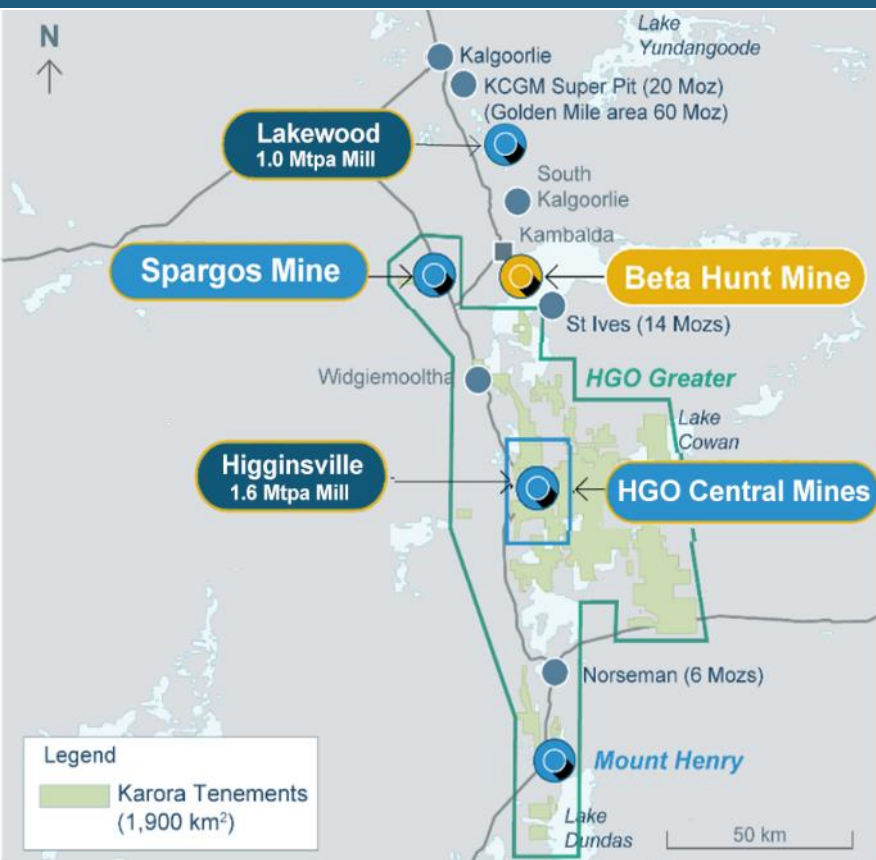 N
Lake
Yundangoode
Kalgoorlie
KCGM Super Pit (20 Moz)
(Golden Mile area 60 Moz)
Lakewood
1.0 Mtpa Mill
South
Kalgoorlie
Kambalda
Spargos Mine
Beta Hunt Mine
St Ives (14 Mozs)
Widgiemooltha
HGO Greater
Lake
Cowan
Higginsville
1.6 Mtpa Mill
HGO Central Mines
Norseman (6 Mozs)
Legend
Karora Tenements
(1,900 km²)
Mount Henry
Lake
Dundas
50 km